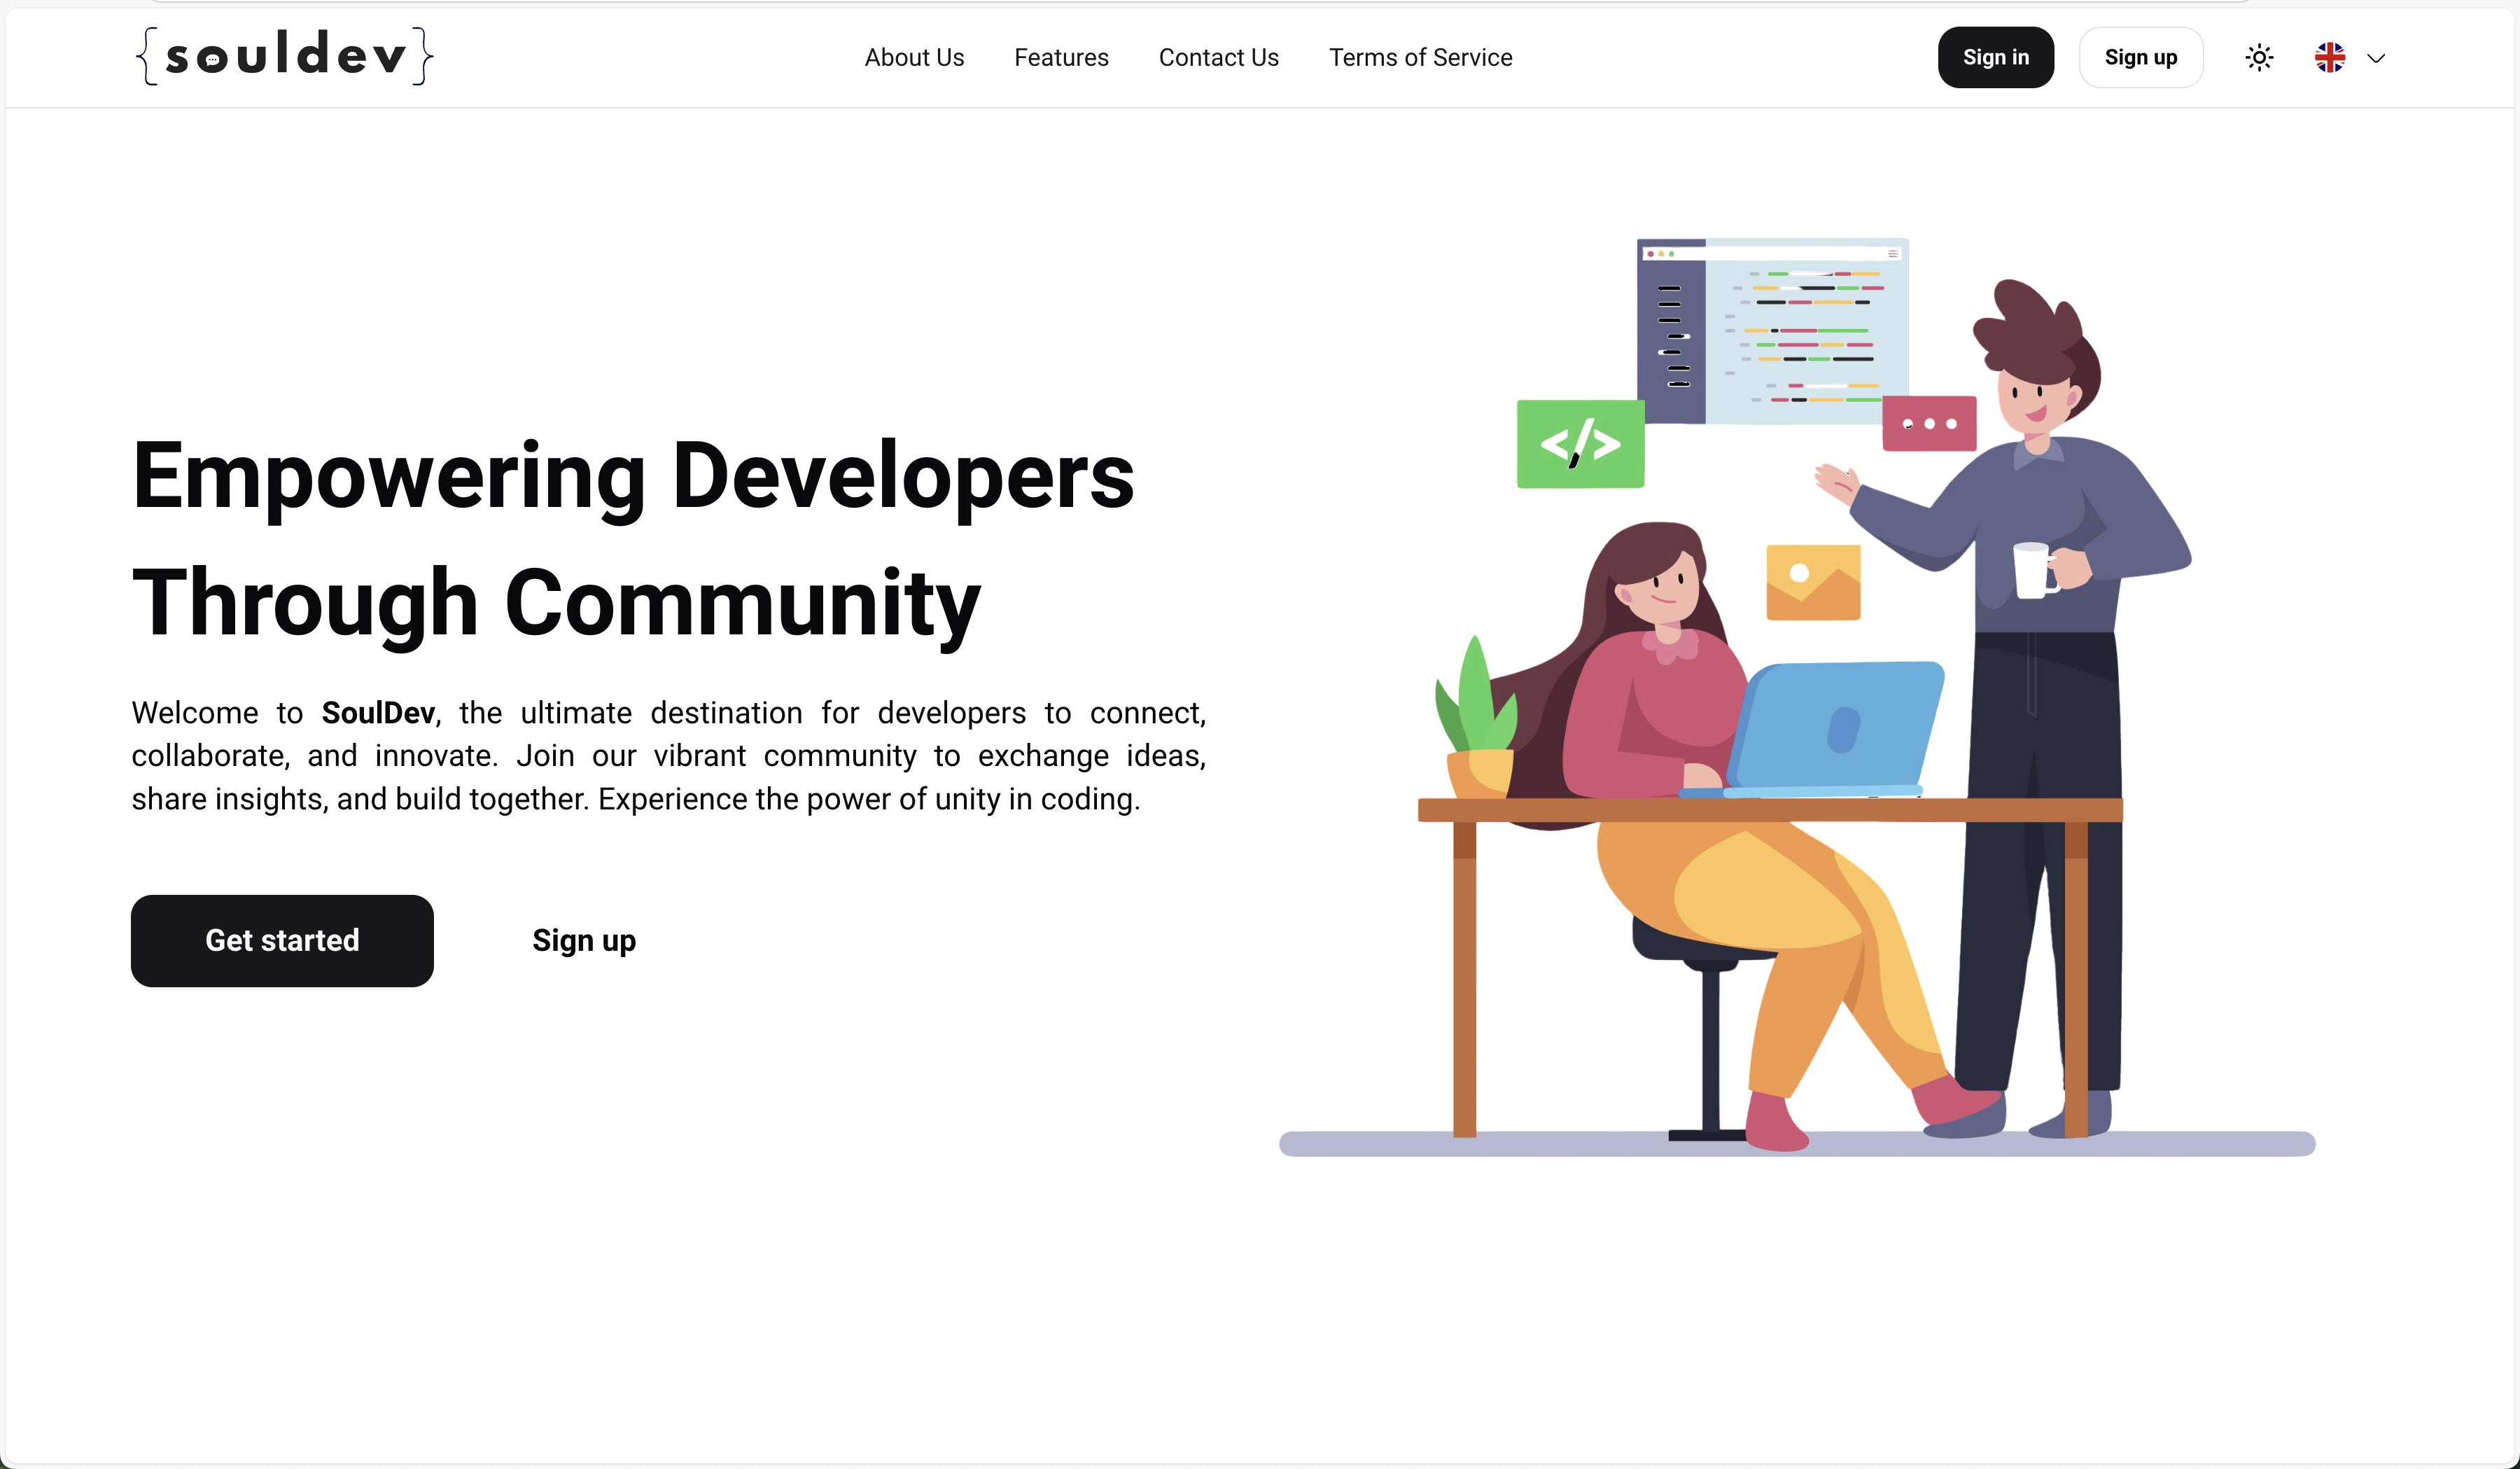 {souldev}
About Us
Features
Contact Us
Terms of Service
Sign in
Sign up
</>
Empowering Developers
Through Community
Welcome to SoulDev, the ultimate destination for developers to connect,
collaborate, and innovate. Join our vibrant community to exchange ideas,
share insights, and build together. Experience the power of unity in coding.
Get started
Sign up